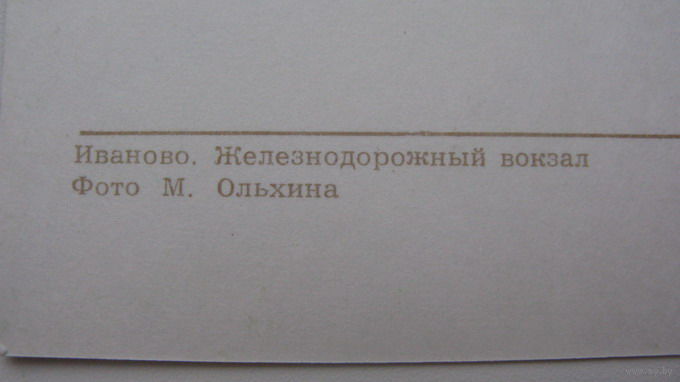 Иваново. Железнодорожный вокзал
Фото М. Ольхина